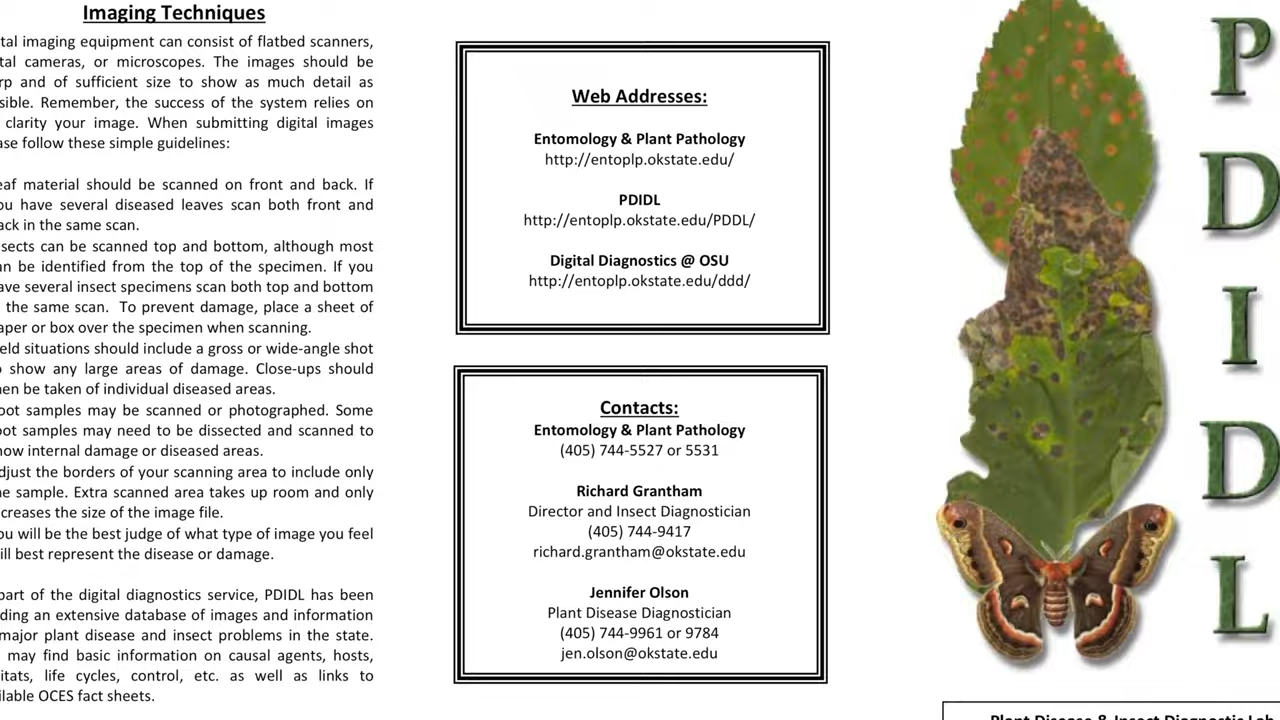 Imaging Techniques
tal imaging equipment can consist of flatbed scanners,
tal cameras, or microscopes. The images should be
rp and of sufficient size to show as much detail as
sible. Remember, the success of the system relies on
clarity your image. When submitting digital images
ase follow these simple guidelines:
eaf material should be scanned on front and back. If
ou have several diseased leaves scan both front and
ack in the same scan.
sects can be scanned top and bottom, although most
an be identified from the top of the specimen. If you
ave several insect specimens scan both top and bottom
the same scan. To prevent damage, place a sheet of
aper or box over the specimen when scanning.
eld situations should include a gross or wide-angle shot
o show any large areas of damage. Close-ups should
hen be taken of individual diseased areas.
oot samples may be scanned or photographed. Some
oot samples may need to be dissected and scanned to
how internal damage or diseased areas.
djust the borders of your scanning area to include only
he sample. Extra scanned area takes up room and only
creases the size of the image file.
ou will be the best judge of what type of image you feel
ill best represent the disease or damage.
part of the digital diagnostics service, PDIDL has been
ding an extensive database of images and information
major plant disease and insect problems in the state.
may find basic information on causal agents, hosts,
itats, life cycles, control, etc. as well as links to
ilable OCES fact sheets.
Web Addresses:
Entomology & Plant Pathology
http://entoplp.okstate.edu/
PDIDL
http://entoplp.okstate.edu/PDDL/
Digital Diagnostics @ OSU
http://entoplp.okstate.edu/ddd/
Contacts:
Entomology & Plant Pathology
(405) 744-5527 or 5531
Richard Grantham
Director and Insect Diagnostician
(405) 744-9417
richard.grantham@okstate.edu
Jennifer Olson
Plant Disease Diagnostician
(405) 744-9961 or 9784
jen.olson@okstate.edu
P
D
I
D
L
Plant Disease & Insect Diagnostic Lab